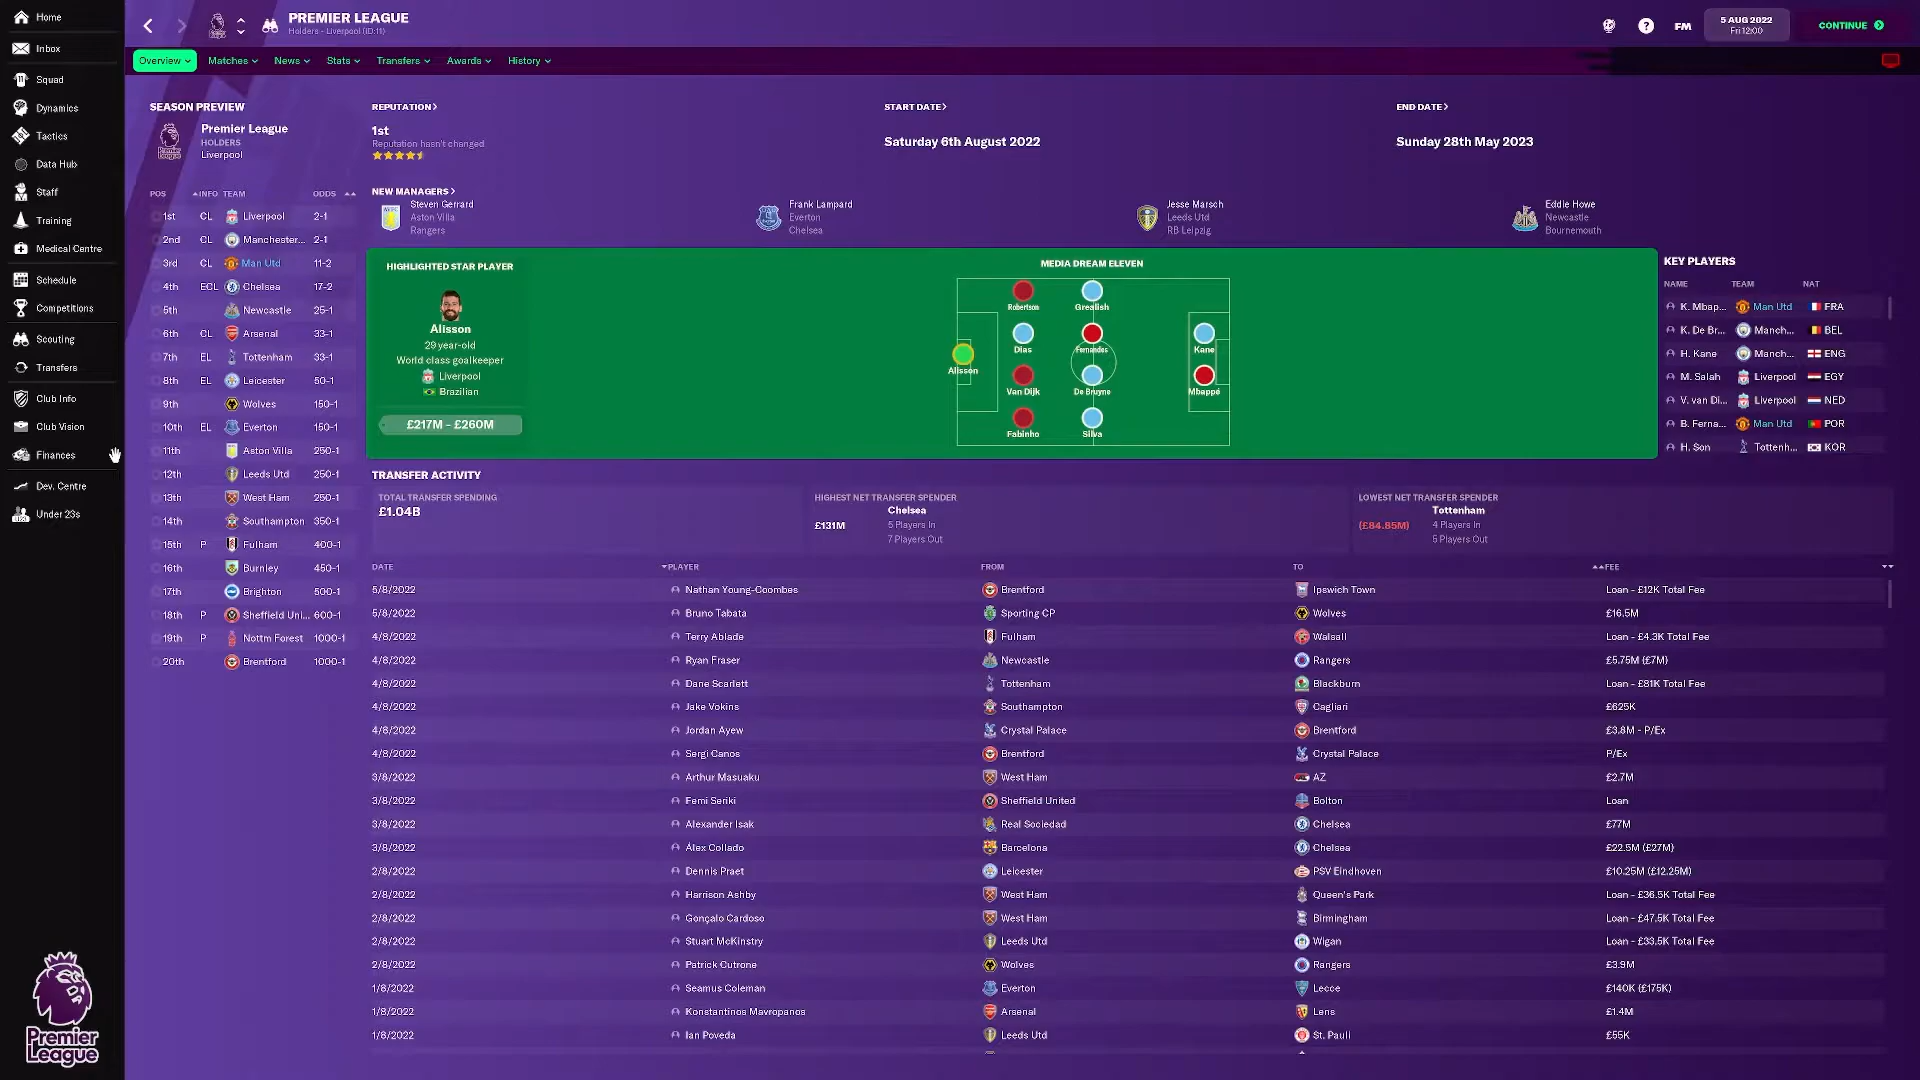 Home
Inbox
Squad
Dynamics
Tactics
Data Hub
Staff
Training
Medical Centre
Schedule
Competitions
Scouting
Transfers
Club Info
Club Vision
Finances
Dev. Centre
Under 23s
Premier League
PREMIER LEAGUE
Holders - Liverpool (ID:11)
? FM 5 AUG 2022 Fri 12:00 CONTINUE
Overview Matches News Stats Transfers Awards History
SEASON PREVIEW
Premier League
HOLDERS
Liverpool
POS INFO TEAM ODDS
1st CL Liverpool 2-1
2nd CL Manchester... 2-1
3rd CL Man Utd 11-2
4th ECL Chelsea 17-2
5th Newcastle 25-1
6th CL Arsenal 33-1
7th EL Tottenham 33-1
8th EL Leicester 50-1
9th Wolves 150-1
10th EL Everton 150-1
11th Aston Villa 250-1
12th Leeds Utd 250-1
13th West Ham 250-1
14th Southampton 350-1
15th P Fulham 400-1
16th Burnley 450-1
17th Brighton 500-1
18th P Sheffield Uni... 600-1
19th P Nottm Forest 1000-1
20th Brentford 1000-1
REPUTATION>
1st
Reputation hasn't changed
START DATE>
Saturday 6th August 2022
END DATE>
Sunday 28th May 2023
NEW MANAGERS>
Steven Gerrard
Aston Villa
Rangers
Frank Lampard
Everton
Chelsea
Jesse Marsch
Leeds Utd
RB Leipzig
Eddie Howe
Newcastle
Bournemouth
HIGHLIGHTED STAR PLAYER
Alisson
29 year-old
World class goalkeeper
Liverpool
Brazilian
£217M - £260M
MEDIA DREAM ELEVEN
Robertson Grealish
Dias Fernandes Kane
Alisson
Van Dijk De Bruyne Mbappé
Fabinho Silva
KEY PLAYERS
NAME TEAM NAT
K. Mbap... Man Utd FRA
K. De Br... Manch... BEL
H. Kane Manch... ENG
M. Salah Liverpool EGY
V. van Di... Liverpool NED
B. Ferna... Man Utd POR
H. Son Tottenh... KOR
TRANSFER ACTIVITY
TOTAL TRANSFER SPENDING
£1.04B
HIGHEST NET TRANSFER SPENDER
Chelsea
£131M 5 Players In
7 Players Out
LOWEST NET TRANSFER SPENDER
Tottenham
(£84.85M) 4 Players In
5 Players Out
DATE PLAYER FROM TO FEE
5/8/2022 Nathan Young-Coombes Brentford Ipswich Town Loan - £12K Total Fee
5/8/2022 Bruno Tabata Sporting CP Wolves £16.5M
4/8/2022 Terry Ablade Fulham Walsall Loan - £4.3K Total Fee
4/8/2022 Ryan Fraser Newcastle Rangers £5.75M (£7M)
4/8/2022 Dane Scarlett Tottenham Blackburn Loan - £81K Total Fee
4/8/2022 Jake Vokins Southampton Cagliari £625K
4/8/2022 Jordan Ayew Crystal Palace Brentford £3.8M - P/Ex
4/8/2022 Sergi Canos Brentford Crystal Palace P/Ex
3/8/2022 Arthur Masuaku West Ham AZ £2.7M
3/8/2022 Femi Seriki Sheffield United Bolton Loan
3/8/2022 Alexander Isak Real Sociedad Chelsea £77M
3/8/2022 Álex Collado Barcelona Chelsea £22.5M (£27M)
2/8/2022 Dennis Praet Leicester PSV Eindhoven £10.25M (£12.25M)
2/8/2022 Harrison Ashby West Ham Queen's Park Loan - £36.5K Total Fee
2/8/2022 Gonçalo Cardoso West Ham Birmingham Loan - £47.5K Total Fee
2/8/2022 Stuart McKinstry Leeds Utd Wigan Loan - £33.5K Total Fee
2/8/2022 Patrick Cutrone Wolves Rangers £3.9M
1/8/2022 Seamus Coleman Everton Lecce £140K (£175K)
1/8/2022 Konstantinos Mavropanos Arsenal Lens £1.4M
1/8/2022 Ian Poveda Leeds Utd St. Pauli £55K